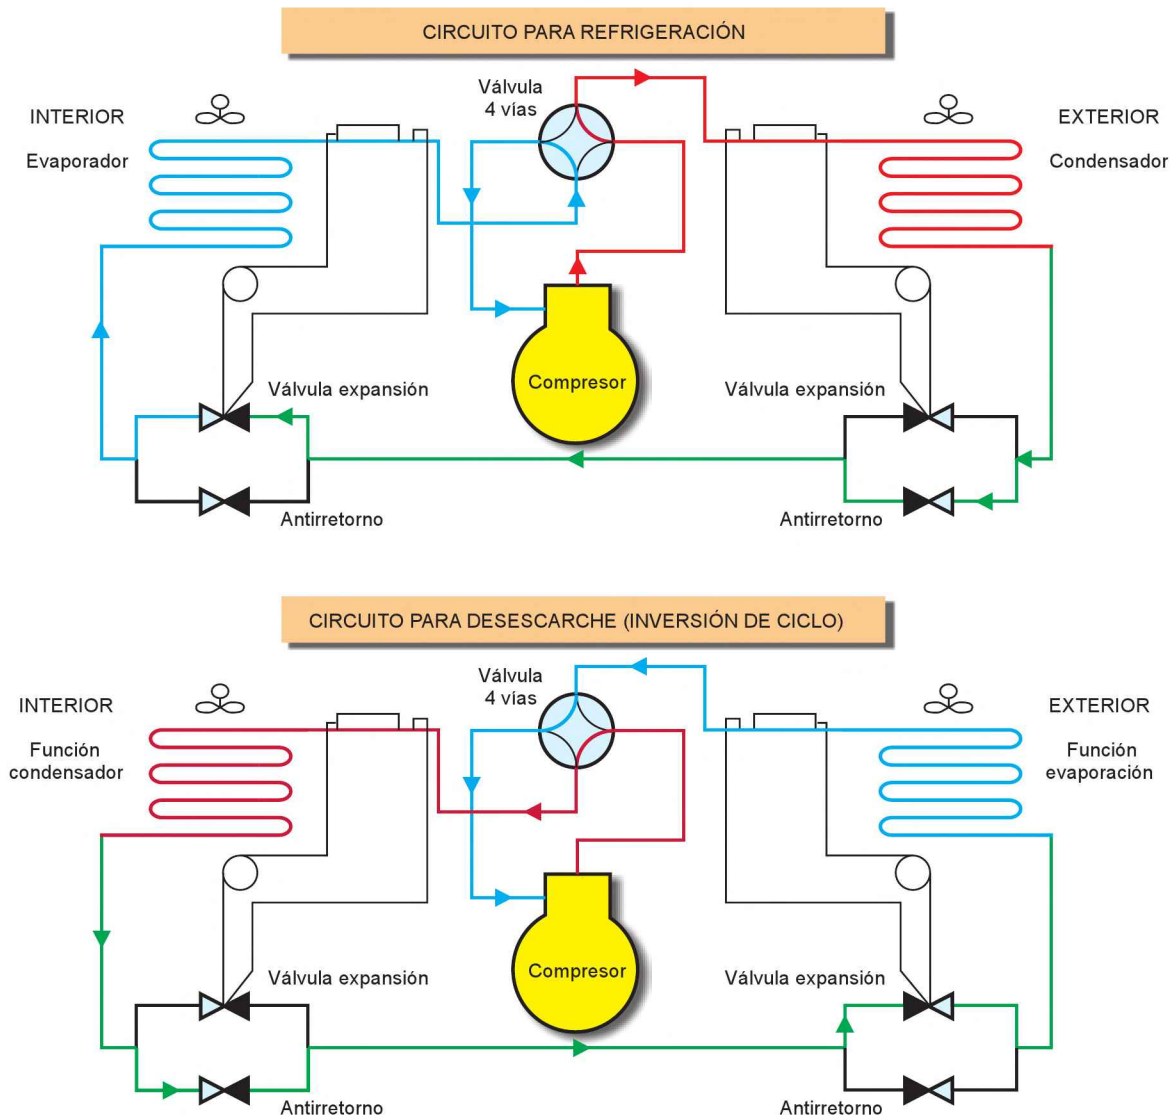 CIRCUITO PARA REFRIGERACIÓN
Válvula
4 vías
INTERIOR
Evaporador
EXTERIOR
Condensador
Compresor
Válvula expansión
Válvula expansión
Antirretorno
Antirretorno
CIRCUITO PARA DESESCARCHE (INVERSIÓN DE CICLO)
Válvula
4 vías
INTERIOR
Función
condensador
EXTERIOR
Función
evaporación
Compresor
Válvula expansión
Válvula expansión
Antirretorno
Antirretorno